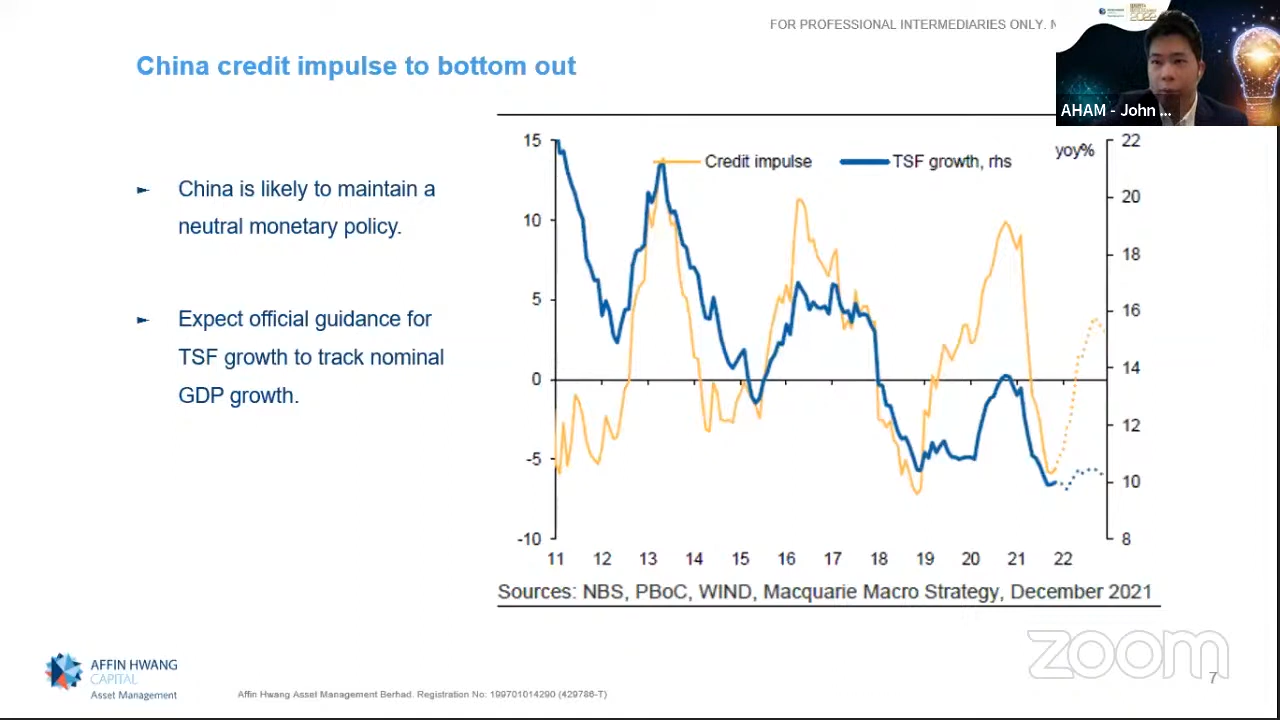 FOR PROFESSIONAL INTERMEDIARIES ONLY.
China credit impulse to bottom out
AHAM - John ...
► China is likely to maintain a
neutral monetary policy.
► Expect official guidance for
TSF growth to track nominal
GDP growth.
Credit impulse
TSF growth, rhs
yoy%
15
10
5
0
-5
-10
22
20
18
16
14
12
10
8
11 12 13 14 15 16 17 18 19 20 21 22
Sources: NBS, PBoC, WIND, Macquarie Macro Strategy, December 2021
zoom
7
AFFIN HWANG
CAPITAL
Asset Management
Affin Hwang Asset Management Berhad. Registration No: 199701014290 (429786-T)